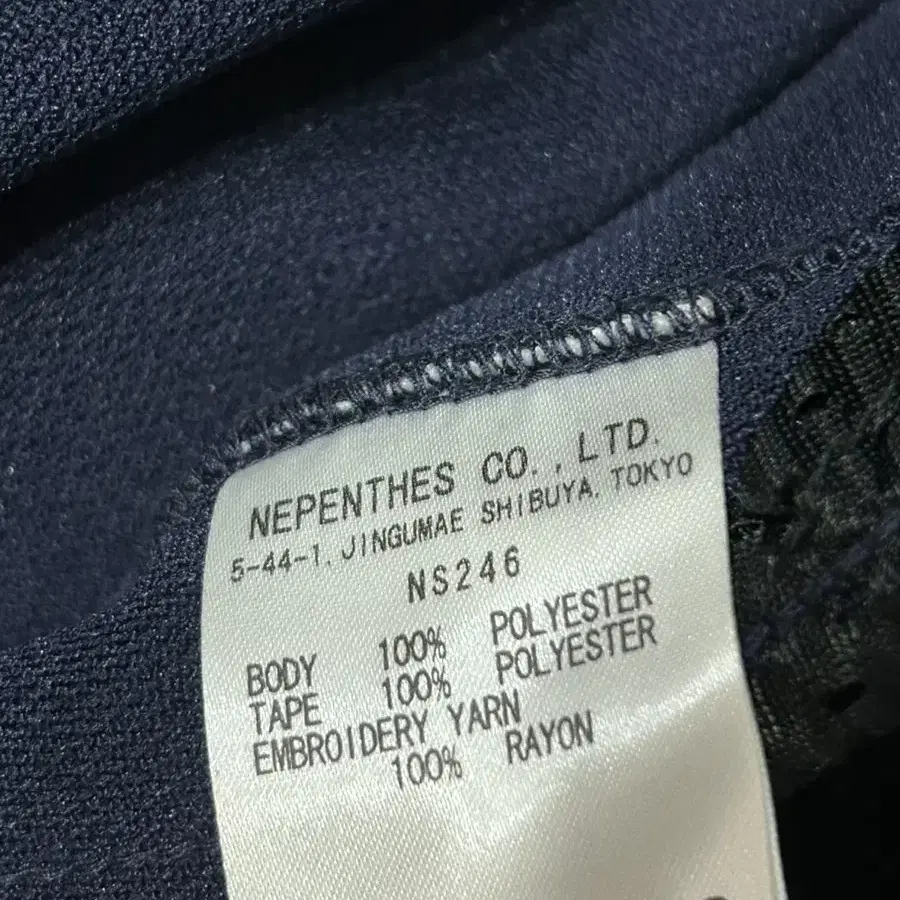 NEPENTHES CO., LTD.
5-44-1, JINGUMAE SHIBUYA, TOKYO
NS246
BODY 100% POLYESTER
TAPE 100% POLYESTER
EMBROIDERY YARN
100% RAYON